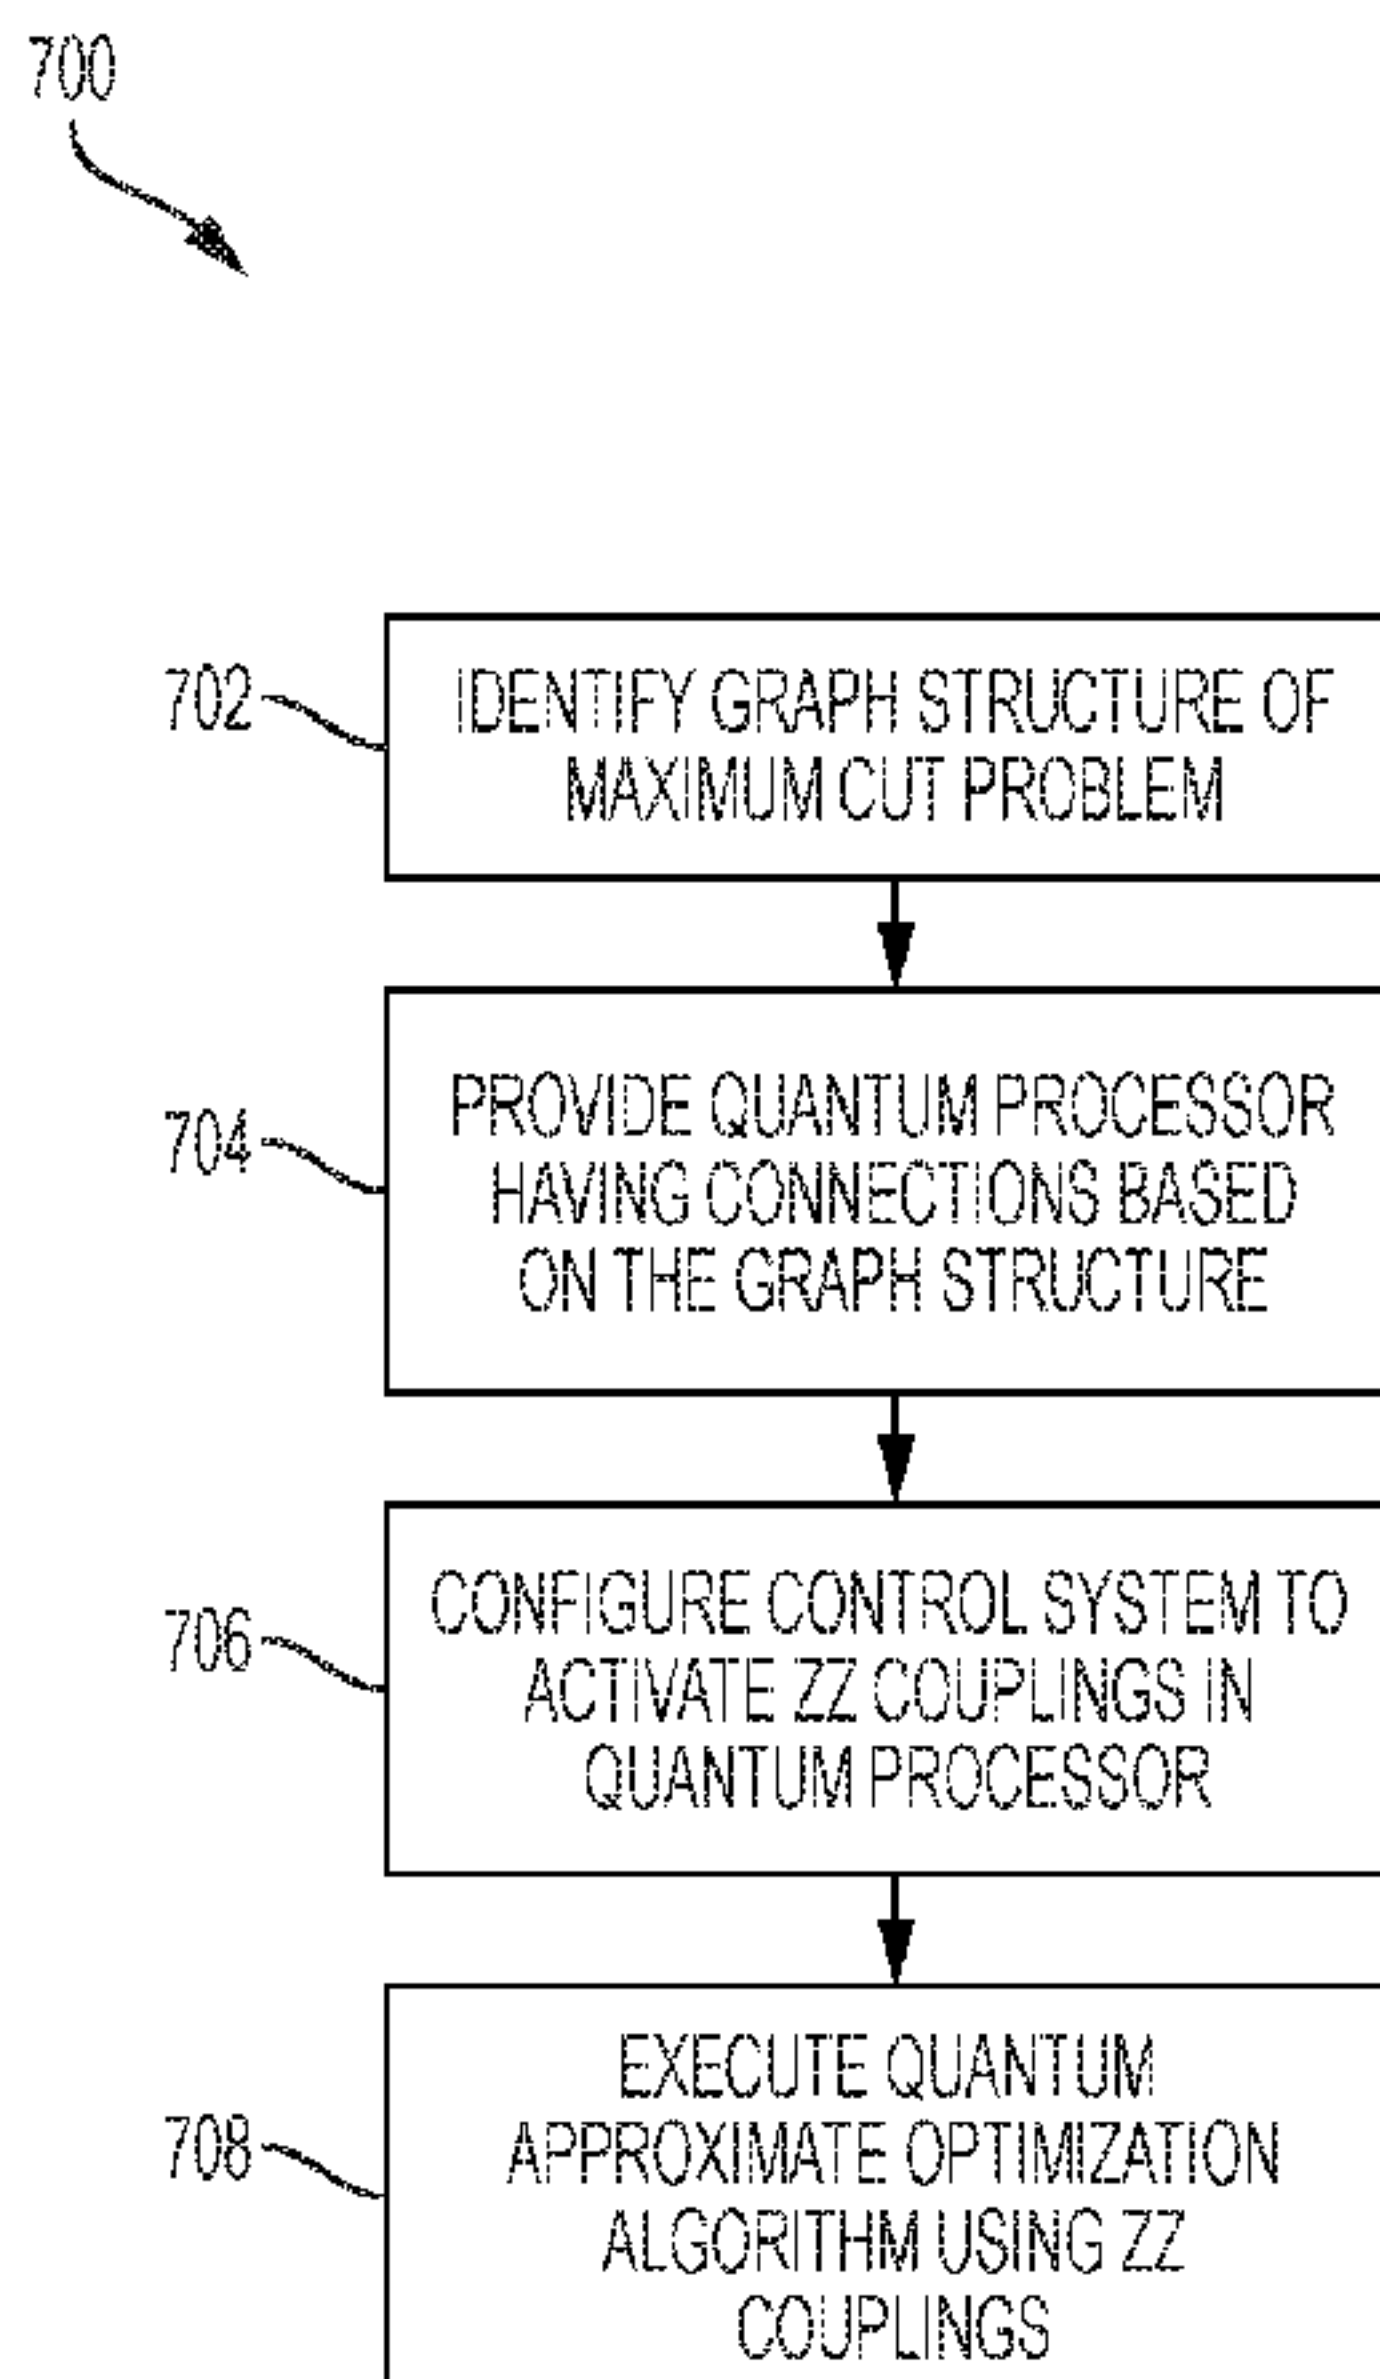 700
702
IDENTIFY GRAPH STRUCTURE OF
MAXIMUM CUT PROBLEM
704
PROVIDE QUANTUM PROCESSOR
HAVING CONNECTIONS BASED
ON THE GRAPH STRUCTURE
706
CONFIGURE CONTROL SYSTEM TO
ACTIVATE ZZ COUPLINGS IN
QUANTUM PROCESSOR
708
EXECUTE QUANTUM
APPROXIMATE OPTIMIZATION
ALGORITHM USING ZZ
COUPLINGS